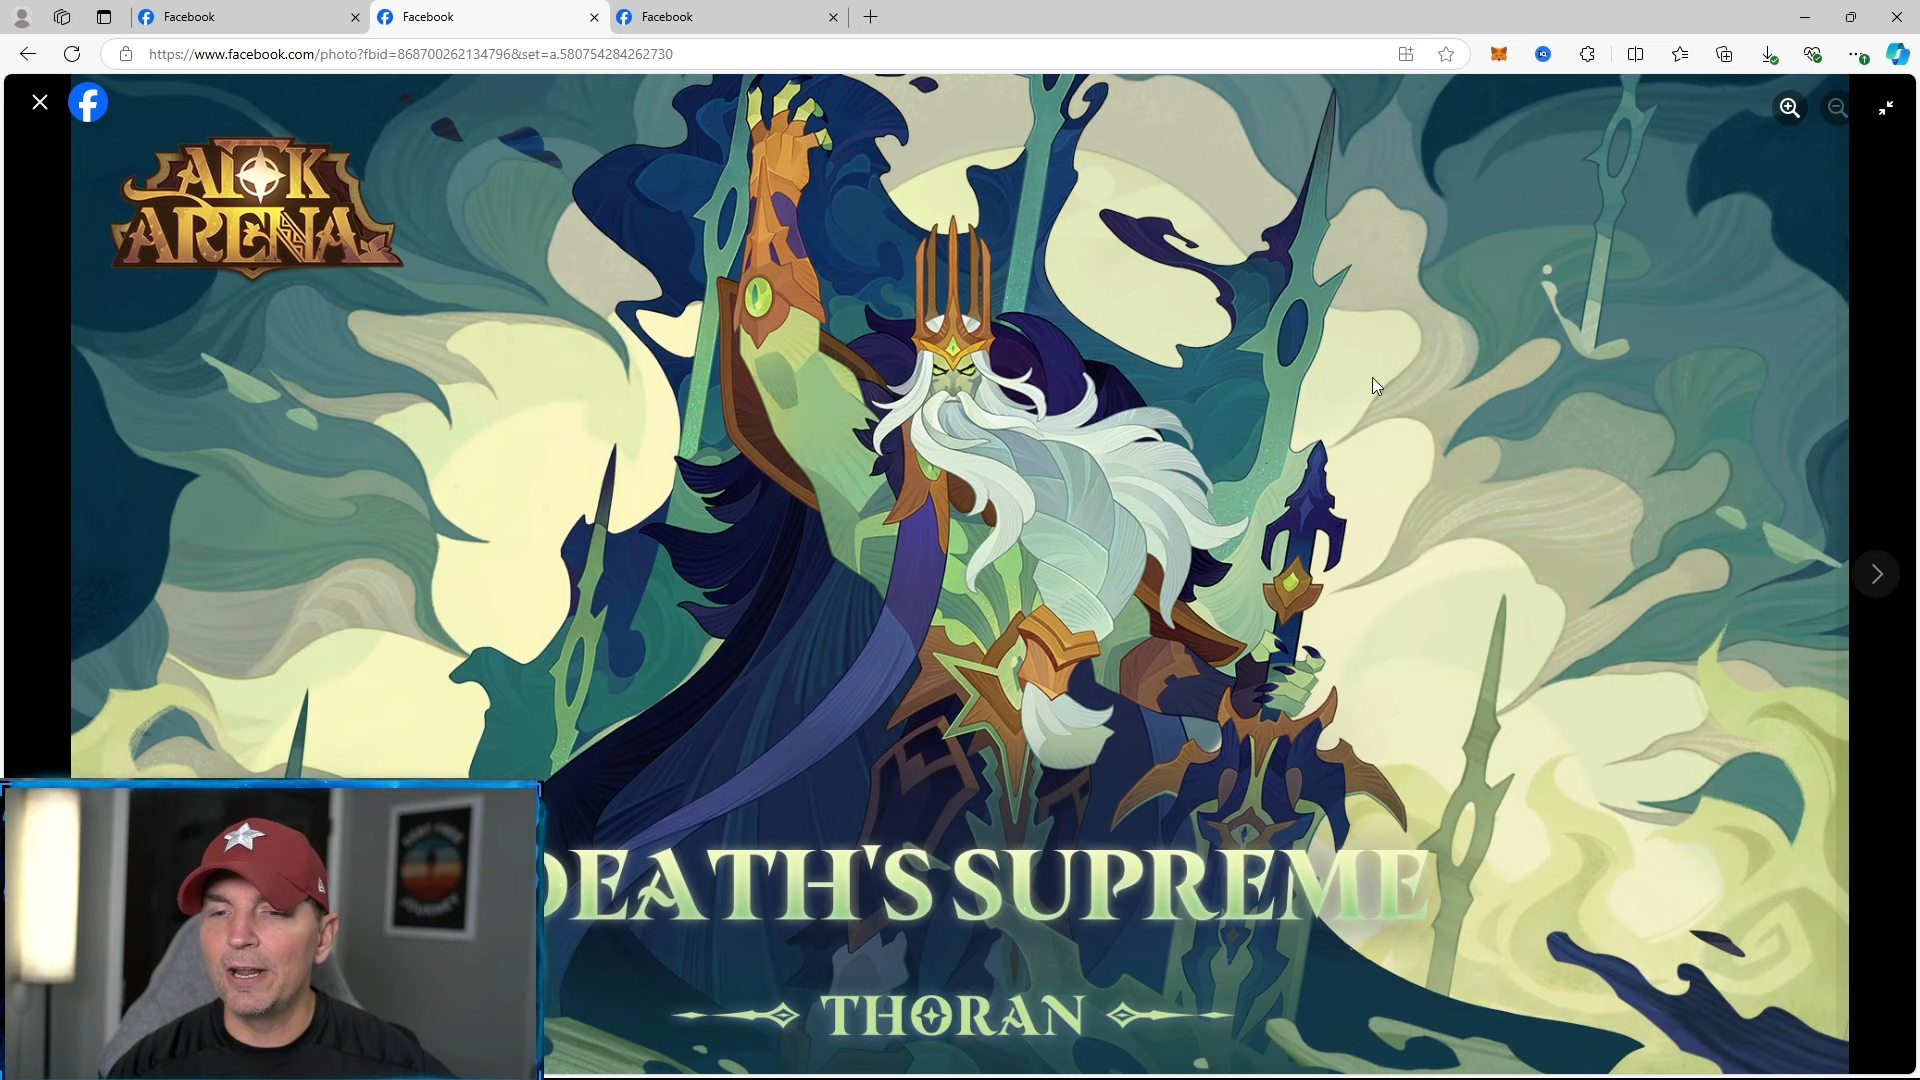 Facebook
Facebook
Facebook
https://www.facebook.com/photo?fbid=868700262134796&set=a.580754284262730
AFK
ARENA
DEATH'S SUPREME
THORAN